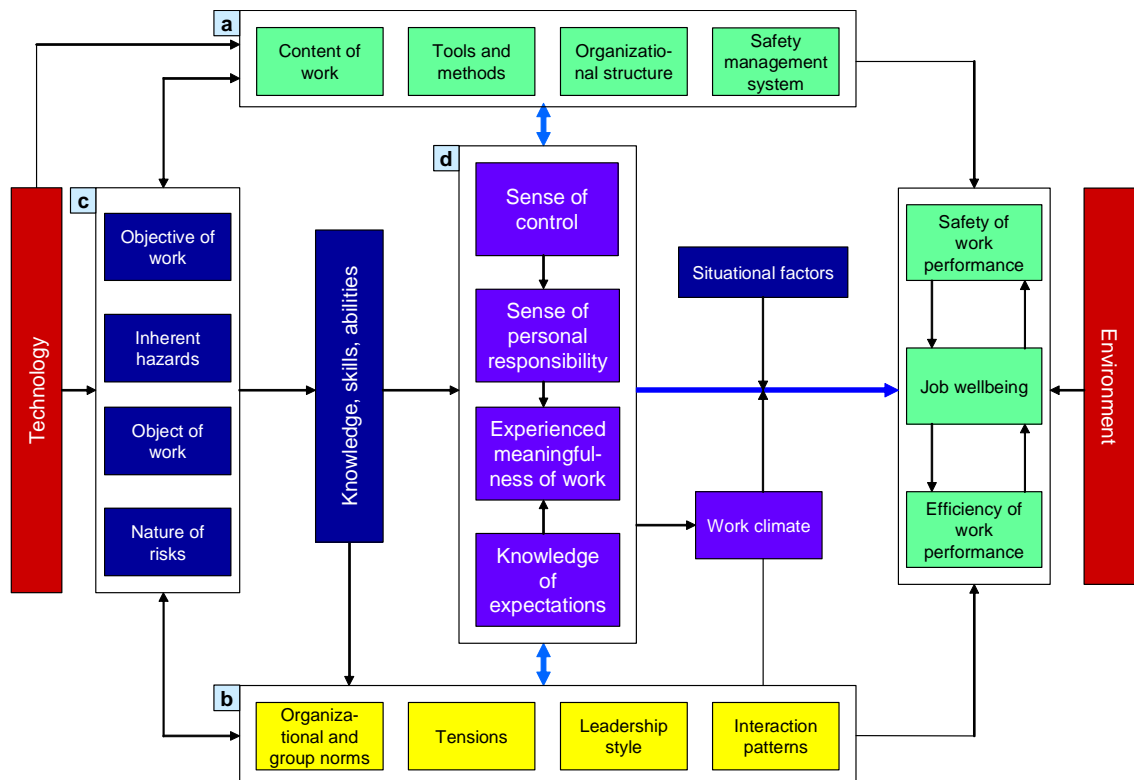 a
Content of
work
Tools and
methods
Organizatio-
nal structure
Safety
management
system
d
c
Technology
Objective of
work
Inherent
hazards
Object of
work
Nature of
risks
Knowledge, skills, abilities
Sense of
control
Sense of
personal
responsibility
Experienced
meaningful-
ness of work
Knowledge
of
expectations
Situational factors
Work climate
Safety of
work
performance
Job wellbeing
Efficiency of
work
performance
Environment
b
Organiza-
tional and
group norms
Tensions
Leadership
style
Interaction
patterns